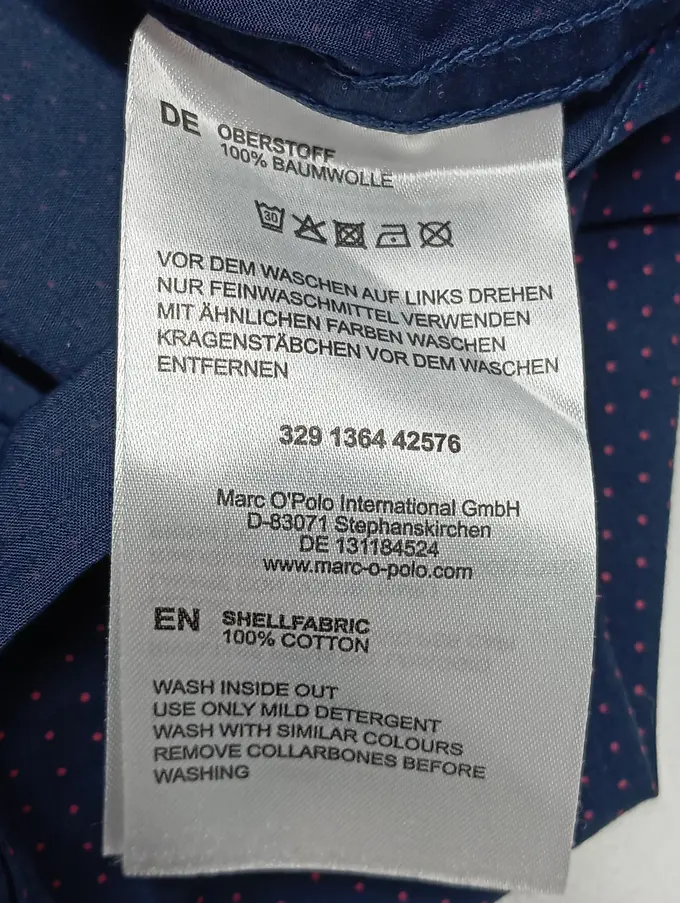 DE OBERSTOFF
100% BAUMWOLLE
30
VOR DEM WASCHEN AUF LINKS DREHEN
NUR FEINWASCHMITTEL VERWENDEN
MIT ÄHNLICHEN FARBEN WASCHEN
KRAGENSTÄBCHEN VOR DEM WASCHEN
ENTFERNEN
329 1364 42576
Marc O'Polo International GmbH
D-83071 Stephanskirchen
DE 131184524
www.marc-o-polo.com
EN SHELLFABRIC
100% COTTON
WASH INSIDE OUT
USE ONLY MILD DETERGENT
WASH WITH SIMILAR COLOURS
REMOVE COLLARBONES BEFORE
WASHING